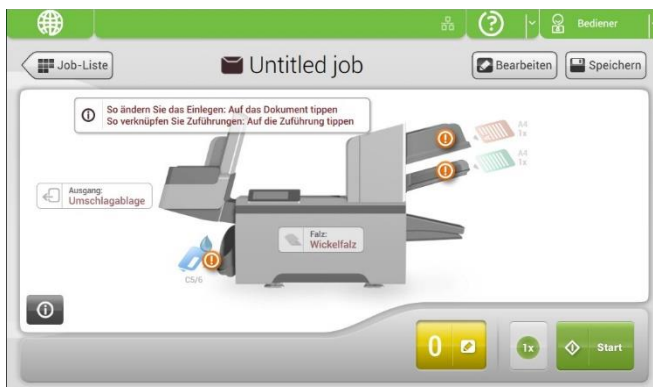 Bediener
Job-Liste
Untitled job
Bearbeiten
Speichern
So ändern Sie das Einlegen: Auf das Dokument tippen
So verknüpfen Sie Zuführungen: Auf die Zuführung tippen
A4
1x
A4
1x
Ausgang:
Umschlagablage
Falz:
Wickelfalz
C5/6
0
1x
Start